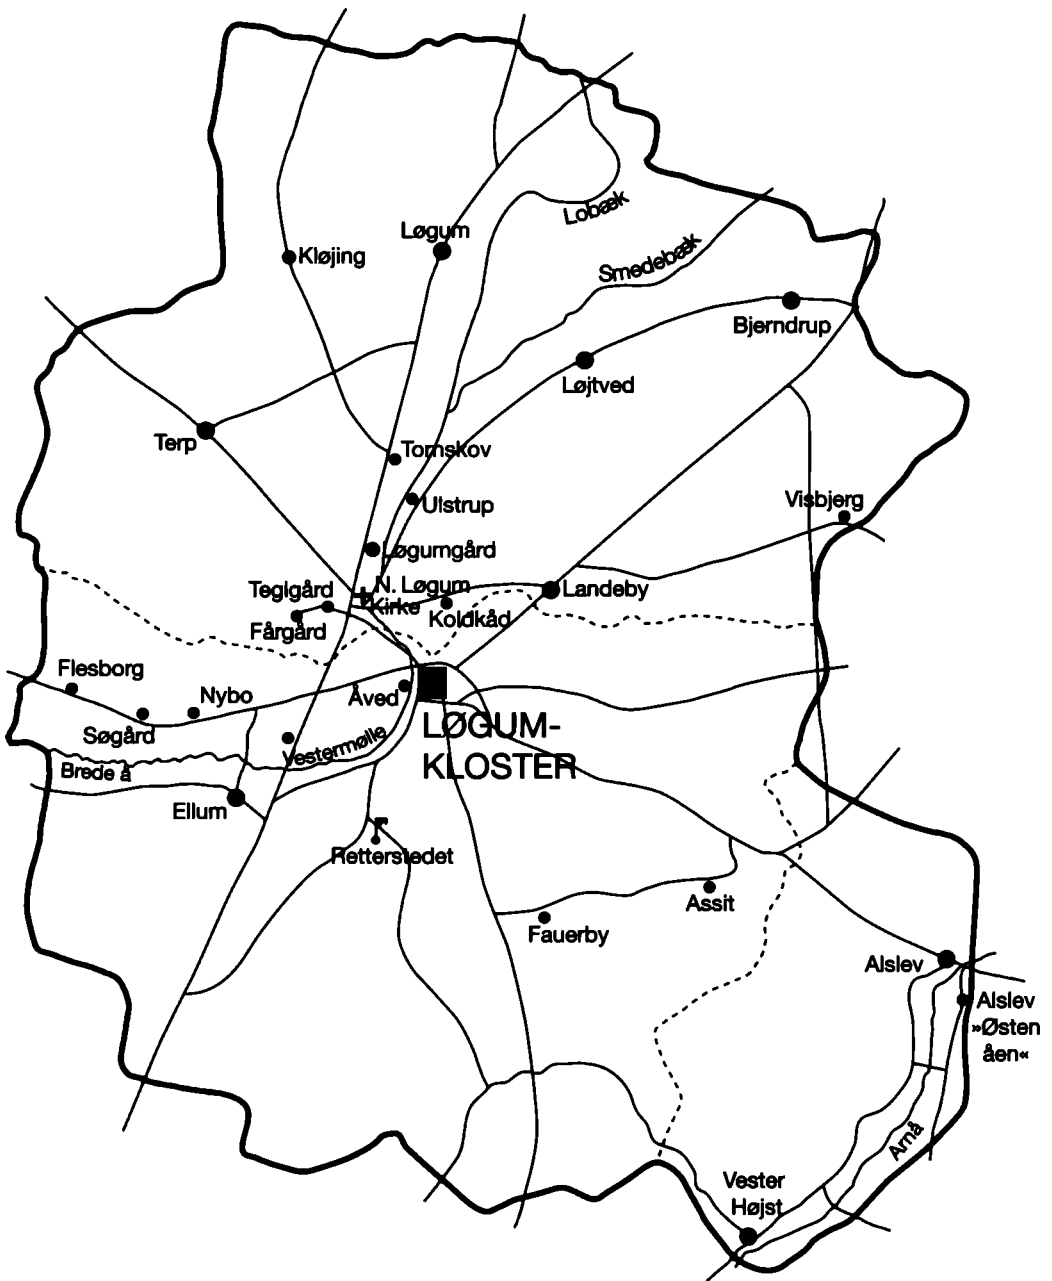 Lobæk
Løgum
Kløjing
Smedebæk
Bjerndrup
Løjtved
Terp
Tornskov
Visbjerg
Ulstrup
Løgumgård
Teglgård
N. Løgum
Kirke
Landeby
Koldkåd
Fårgård
Flesborg
Nybo
Åved
Søgård
Vestermølle
LØGUM-
KLOSTER
Brede å
Ellum
Retterstedet
Assit
Fauerby
Alslev
Alslev
»Østen
åen«
Arnå
Vester
Højst